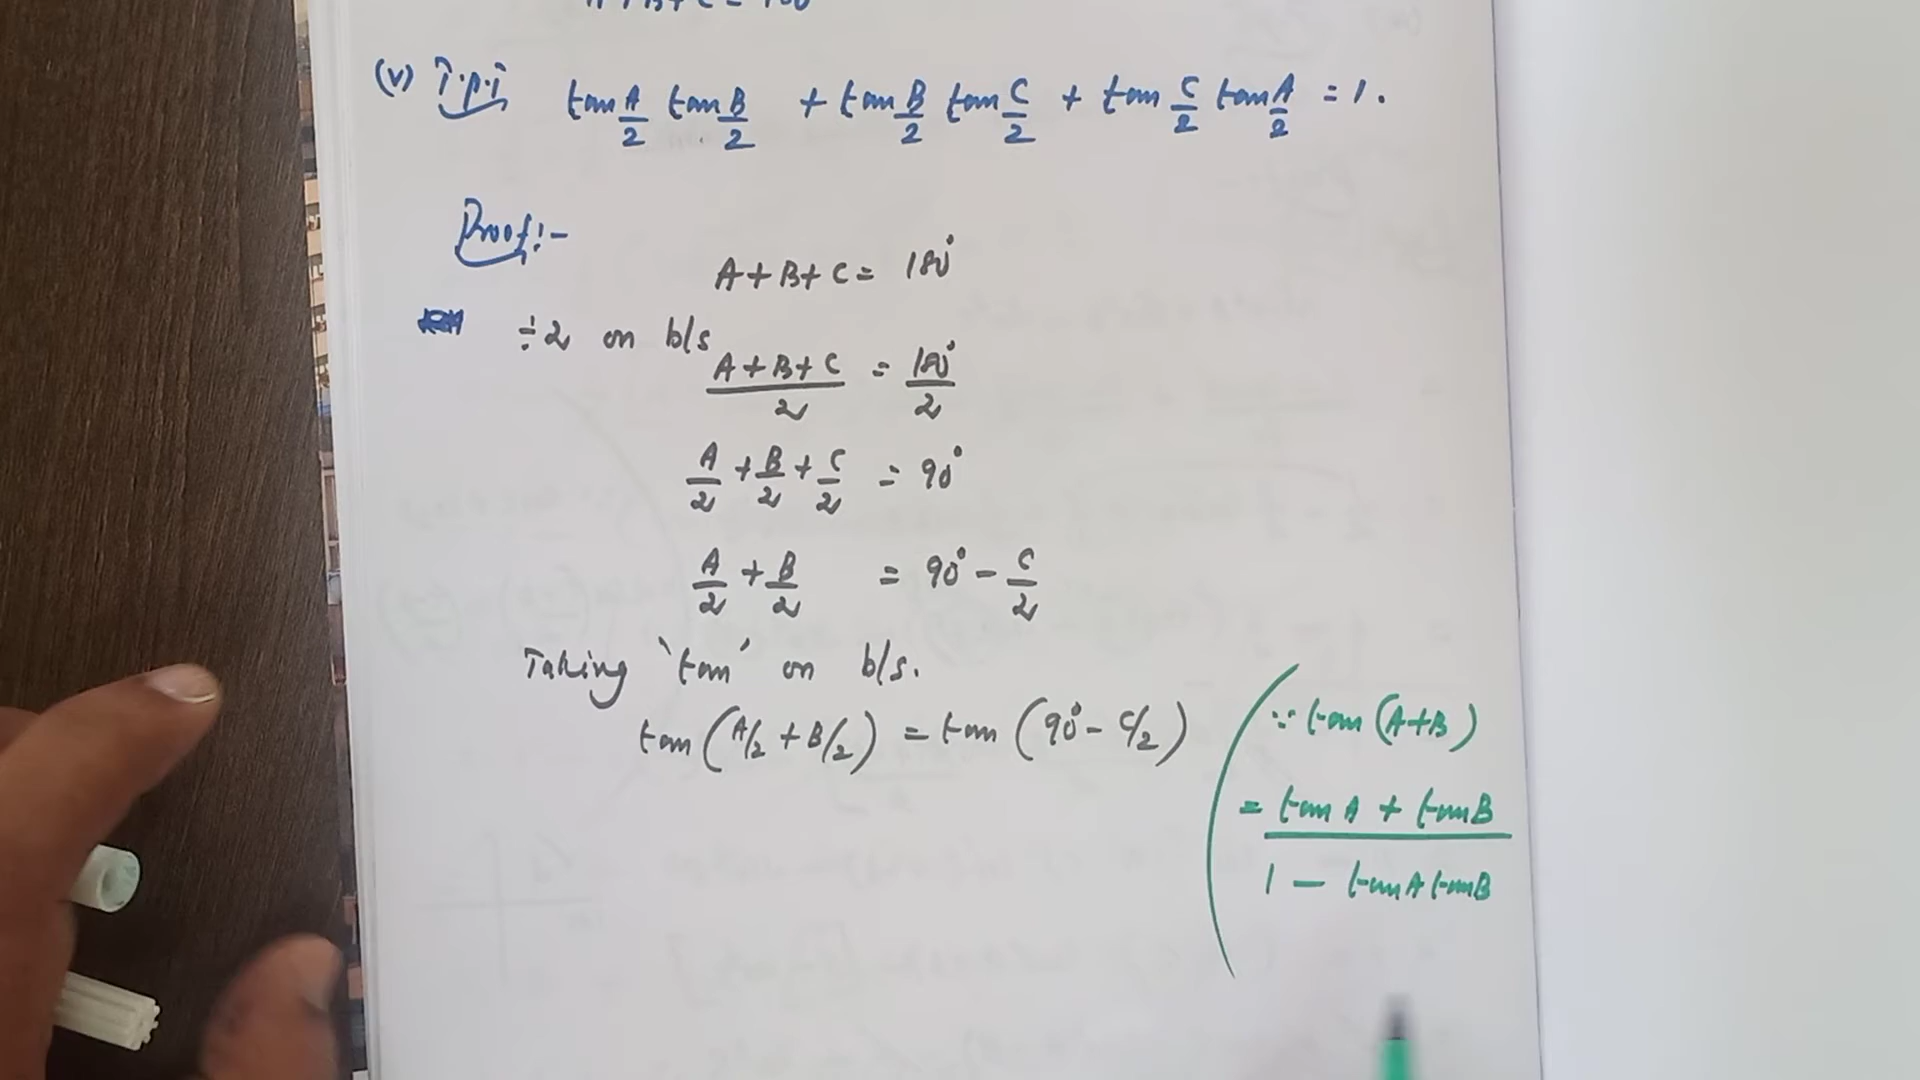 A+B+C = 180
(v) T.P.T tan A/2 tan B/2 + tan B/2 tan C/2 + tan C/2 tan A/2 = 1.
Proof:-
A+B+C = 180°
÷2 on b/s
A+B+C/2 = 180°/2
A/2 + B/2 + C/2 = 90°
A/2 + B/2 = 90° - C/2
Taking 'tan' on b/s.
tan (A/2 + B/2) = tan (90° - C/2)
∵ tan (A+B)
= tan A + tan B
1 - tan A tan B